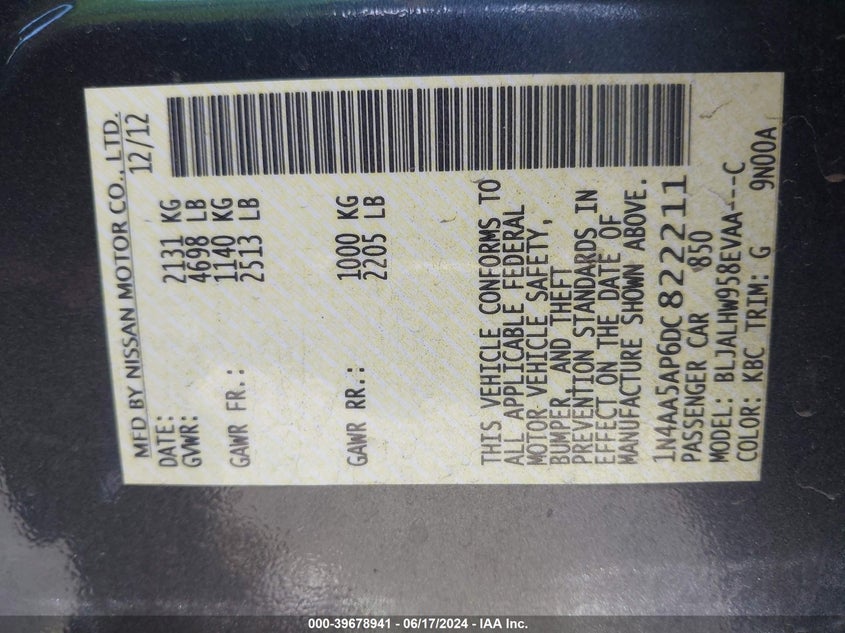 MFD BY NISSAN MOTOR CO., LTD.
DATE: 12/12
GVWR: 2131 KG
4698 LB
GAWR FR.: 1140 KG
2513 LB
GAWR RR.: 1000 KG
2205 LB
THIS VEHICLE CONFORMS TO
ALL APPLICABLE FEDERAL
MOTOR VEHICLE SAFETY,
BUMPER AND THEFT
PREVENTION STANDARDS IN
EFFECT ON THE DATE OF
MANUFACTURE SHOWN ABOVE.
1N4AA5AP6DC822211
PASSENGER CAR 850
MODEL: BLJALHW958EVAA---C
COLOR: KBC TRIM: G 9N00A
000-39678941 - 06/17/2024 - IAA Inc.